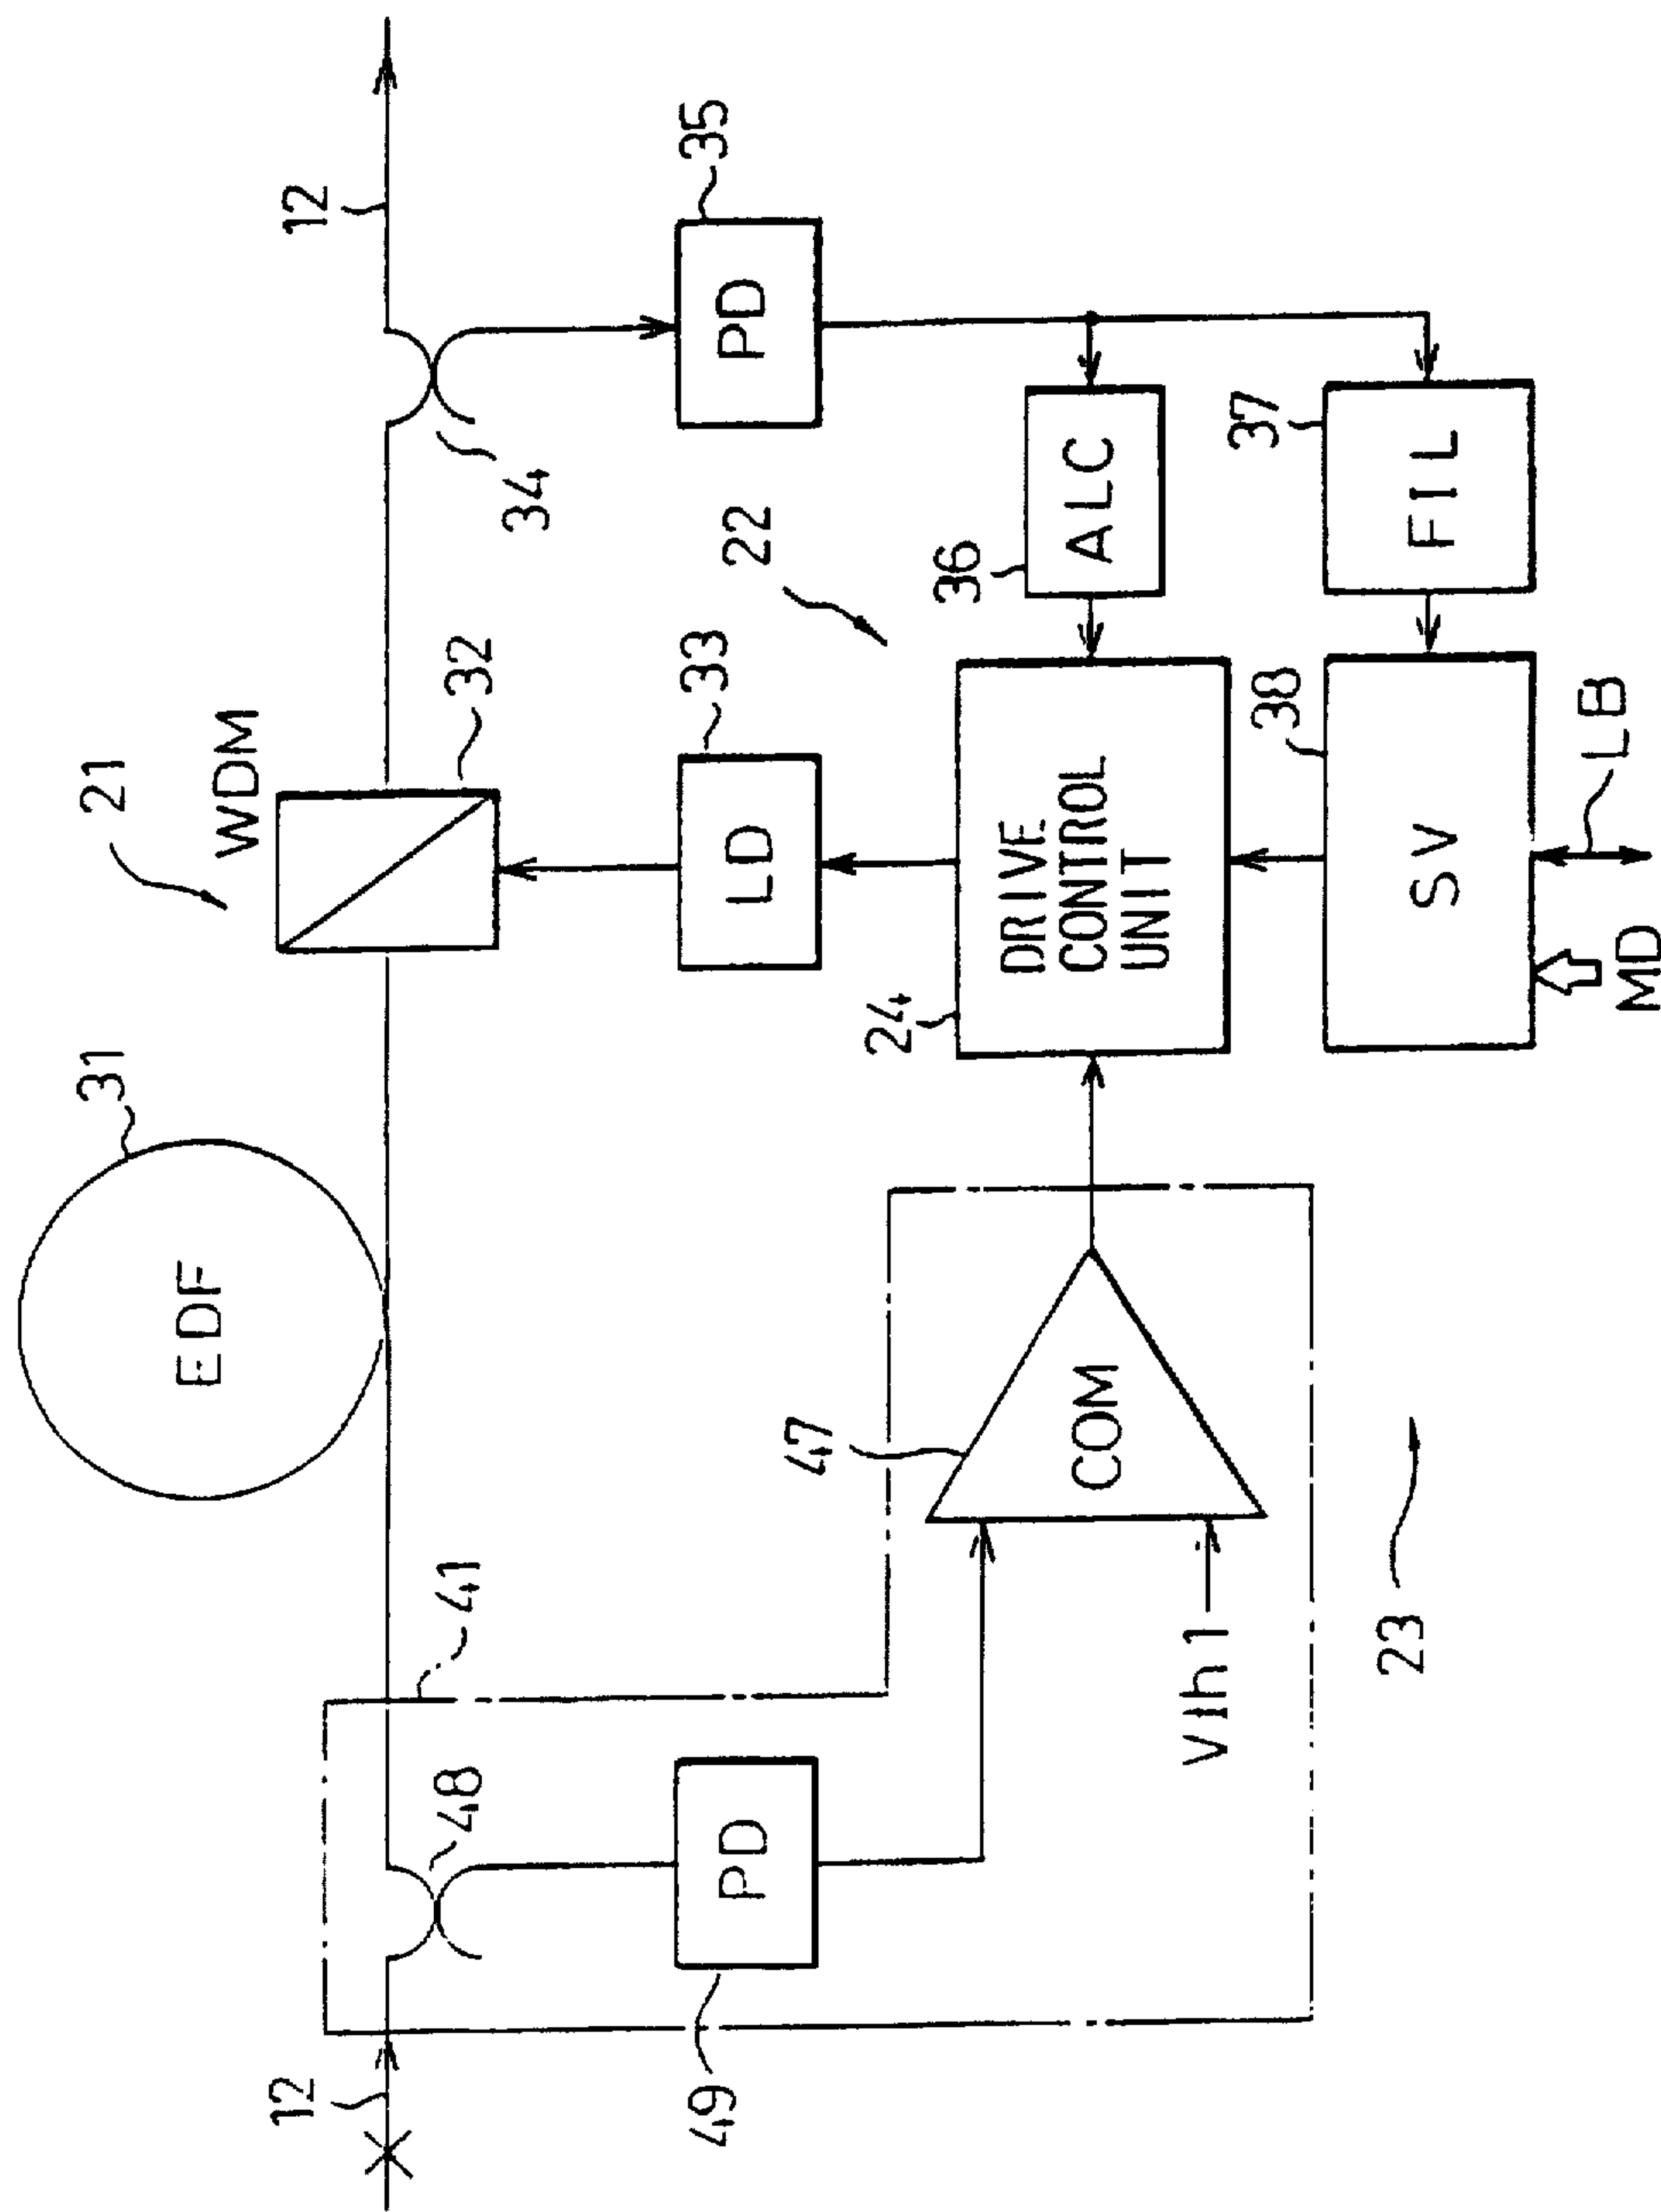 EDF
31
21
WDM
32
12
41
48
12
34
PD
49
LD
33
PD
35
22
47
COM
Vth1
24
DRIVE
CONTROL
UNIT
36
ALC
23
38
SV
37
FIL
MD
LB